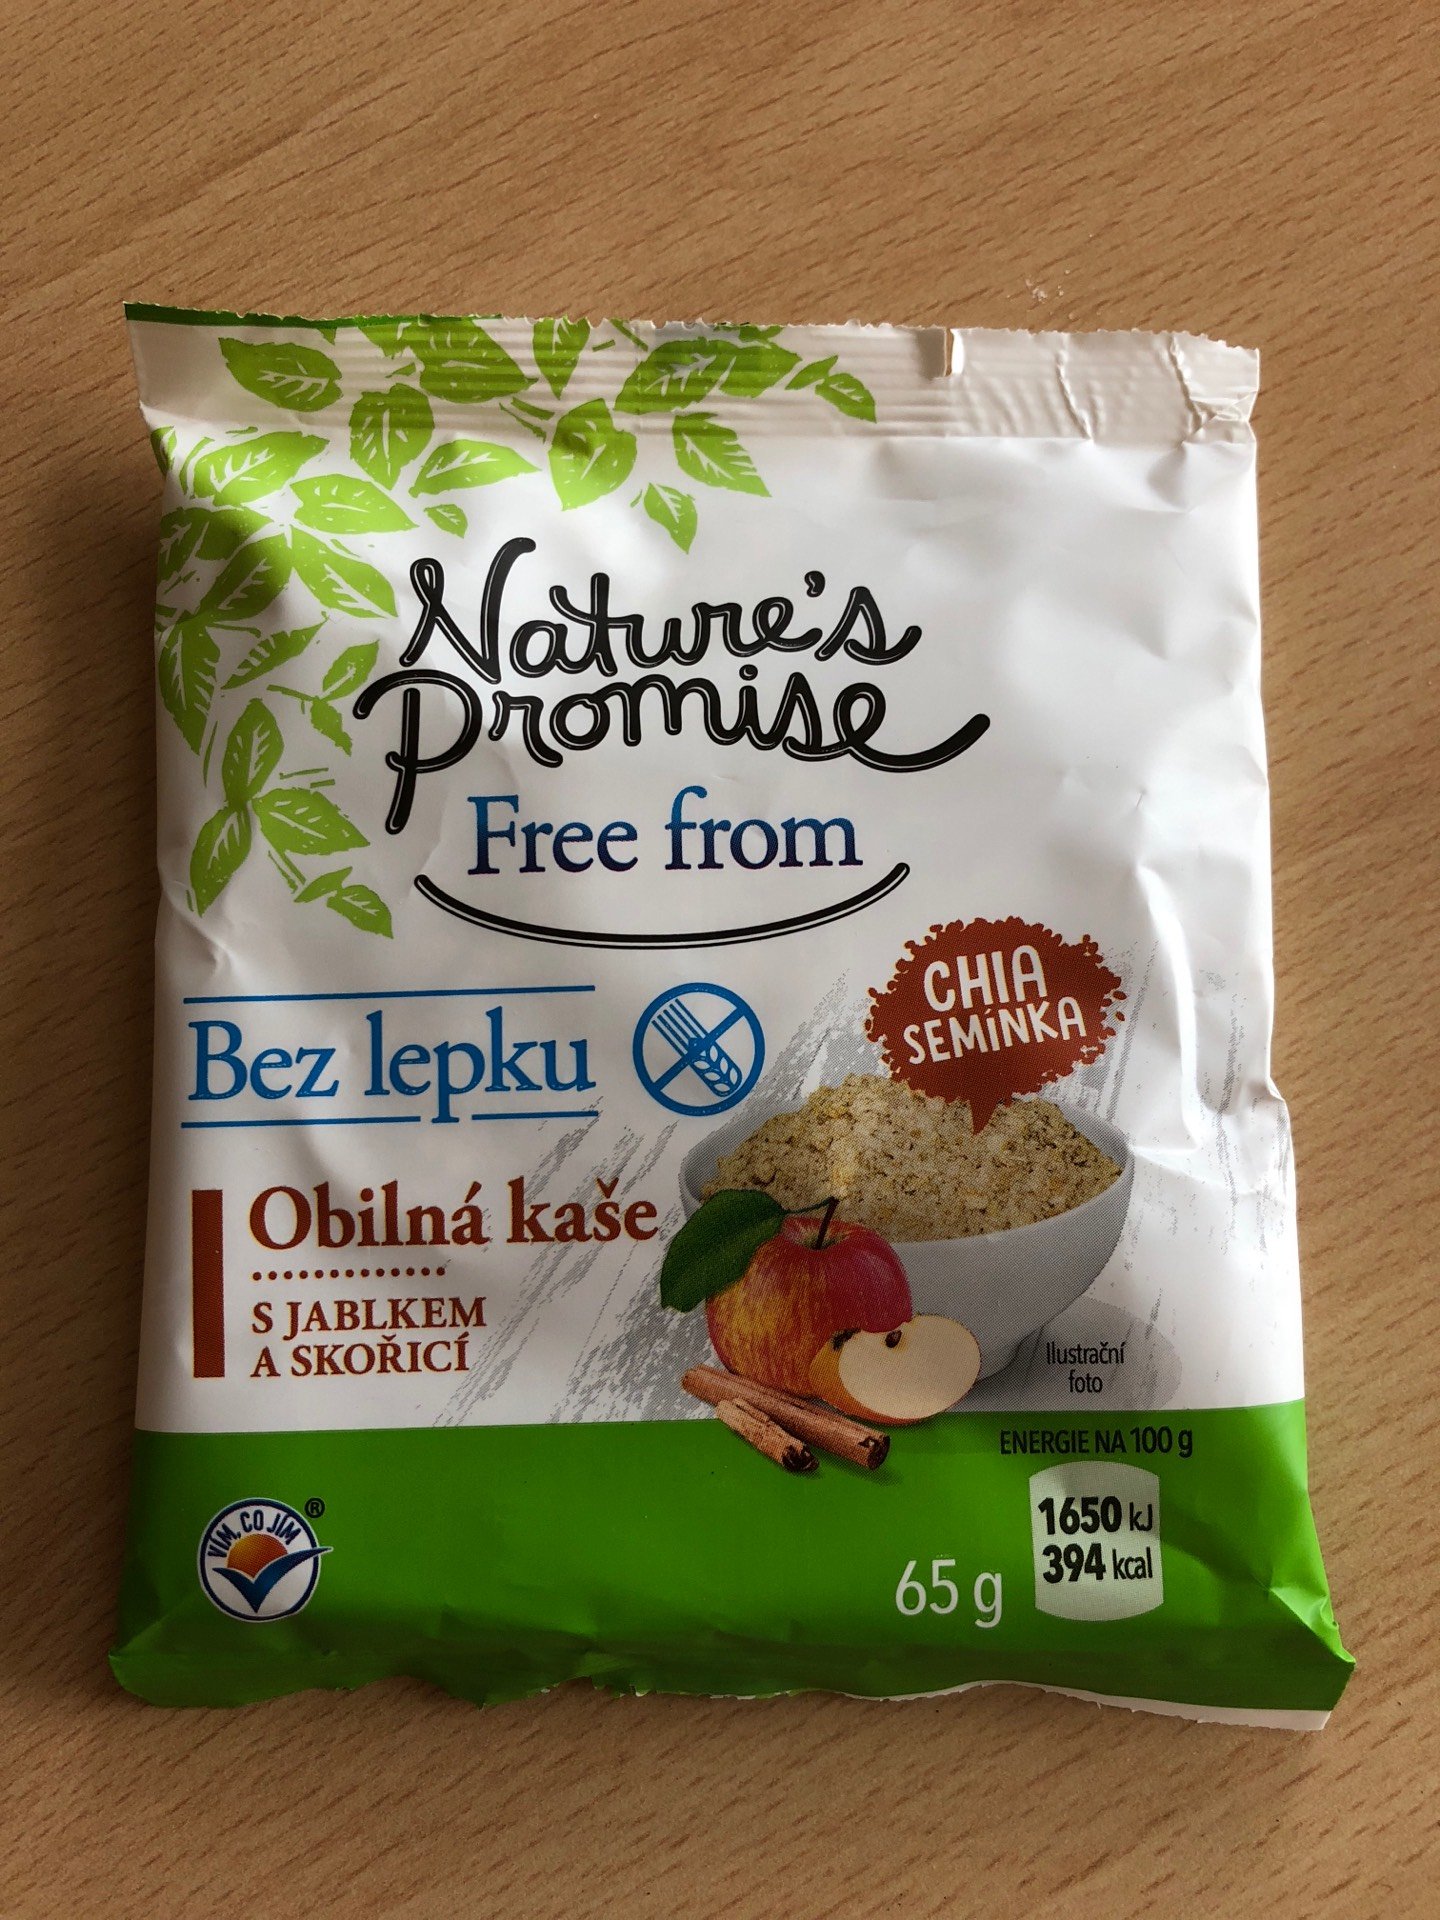 Nature's
Promise
Free from
CHIA
SEMÍNKA
Bez lepku
Obilná kaše
S JABLKEM
A SKOŘICÍ
Ilustrační
foto
ENERGIE NA 100 g
1650 kJ
394 kcal
65 g
VÍM, CO JÍM ®